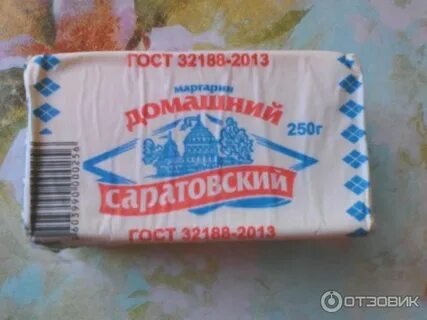 ГОСТ 32188-2013
маргарин
домашний
250г
Саратовский
ГОСТ 32188-2013
ОТЗОВИК